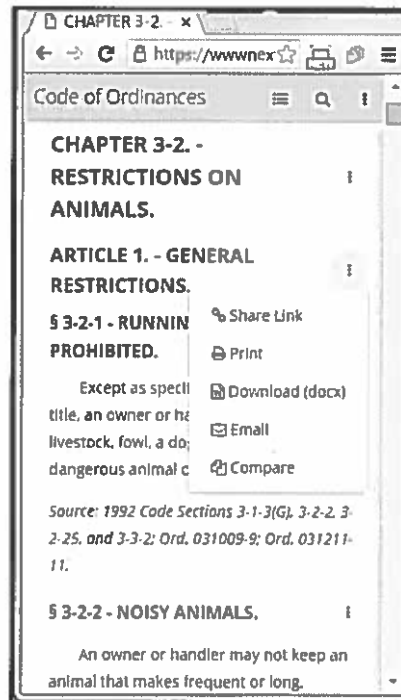 CHAPTER 3-2. - ×
https://wwwnex
Code of Ordinances
CHAPTER 3-2. -
RESTRICTIONS ON
ANIMALS.
ARTICLE 1. - GENERAL
RESTRICTIONS.
§ 3-2-1 - RUNNIN
PROHIBITED.
Share Link
Print
Download (docx)
Email
Compare
Except as specif
title, an owner or ha
livestock, fowl, a do
dangerous animal c
Source: 1992 Code Sections 3-1-3(G), 3-2-2, 3-
2-25, and 3-3-2; Ord. 031009-9; Ord. 031211-
11.
§ 3-2-2 - NOISY ANIMALS.
An owner or handler may not keep an
animal that makes frequent or long,